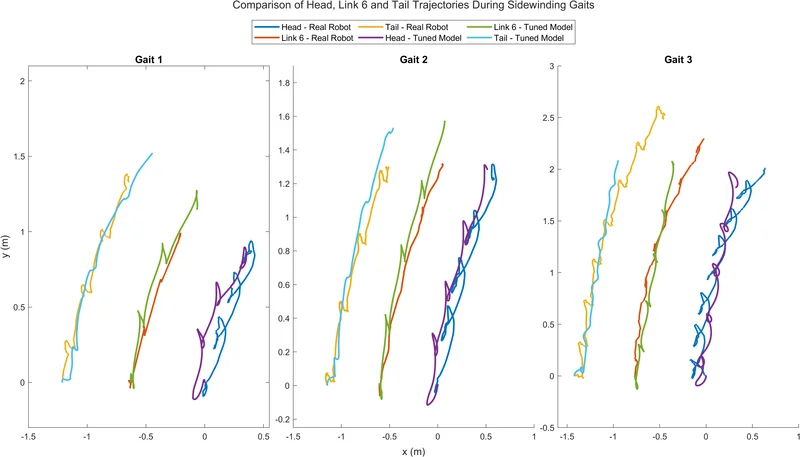 Comparison of Head, Link 6 and Tail Trajectories During Sidewinding Gaits
Head - Real Robot Tail - Real Robot Link 6 - Tuned Model
Link 6 - Real Robot Head - Tuned Model Tail - Tuned Model
Gait 1 Gait 2 Gait 3
y (m)
2
1.5
1
0.5
0
-1.5 -1 -0.5 0 0.5
1.8
1.6
1.4
1.2
1
0.8
0.6
0.4
0.2
0
-0.2
-1.5 -1 -0.5 0 0.5 1
3
2.5
2
1.5
1
0.5
0
-0.5
-1.5 -1 -0.5 0 0.5 1
x (m)